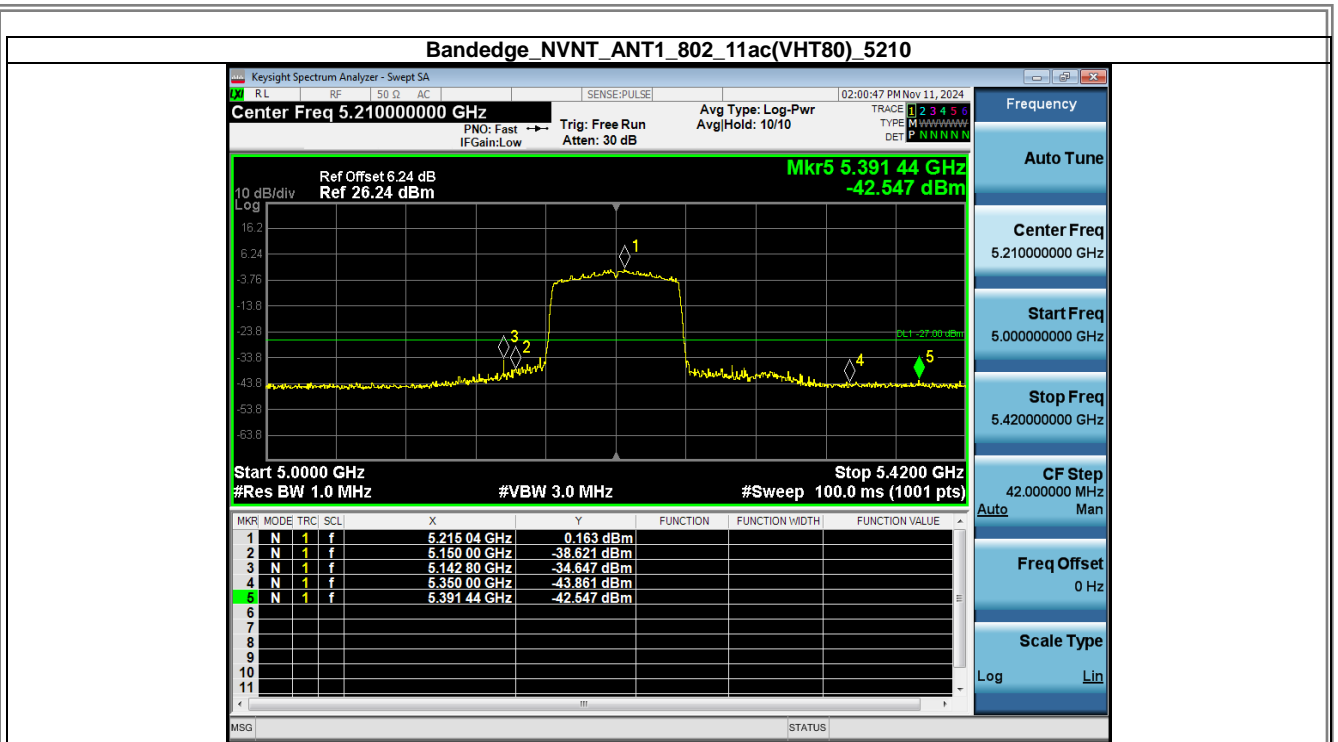 Bandedge_NVNT_ANT1_802_11ac(VHT80)_5210
Keysight Spectrum Analyzer - Swept SA
LXI RL RF 50 Ω AC SENSE:PULSE 02:00:47 PM Nov 11, 2024
Center Freq 5.210000000 GHz
PNO: Fast
IFGain:Low
Trig: Free Run
Atten: 30 dB
Avg Type: Log-Pwr
Avg|Hold: 10/10
TRACE 1 2 3 4 5 6
TYPE M WWWWW
DET P N N N N N
Mkr5 5.391 44 GHz
-42.547 dBm
Ref Offset 6.24 dB
10 dB/div Ref 26.24 dBm
Log
16.2
6.24
-3.76
-13.8
-23.8
-33.8
-43.8
-53.8
-63.8
1
2
3
4
5
DL1 -27.00 dBm
Start 5.0000 GHz Stop 5.4200 GHz
#Res BW 1.0 MHz #VBW 3.0 MHz #Sweep 100.0 ms (1001 pts)
MKR MODE TRC SCL X Y FUNCTION FUNCTION WIDTH FUNCTION VALUE
1 N 1 f 5.215 04 GHz 0.163 dBm
2 N 1 f 5.150 00 GHz -38.621 dBm
3 N 1 f 5.142 80 GHz -34.647 dBm
4 N 1 f 5.350 00 GHz -43.861 dBm
5 N 1 f 5.391 44 GHz -42.547 dBm
6
7
8
9
10
11
MSG STATUS
Frequency
Auto Tune
Center Freq
5.210000000 GHz
Start Freq
5.000000000 GHz
Stop Freq
5.420000000 GHz
CF Step
42.000000 MHz
Auto Man
Freq Offset
0 Hz
Scale Type
Log Lin